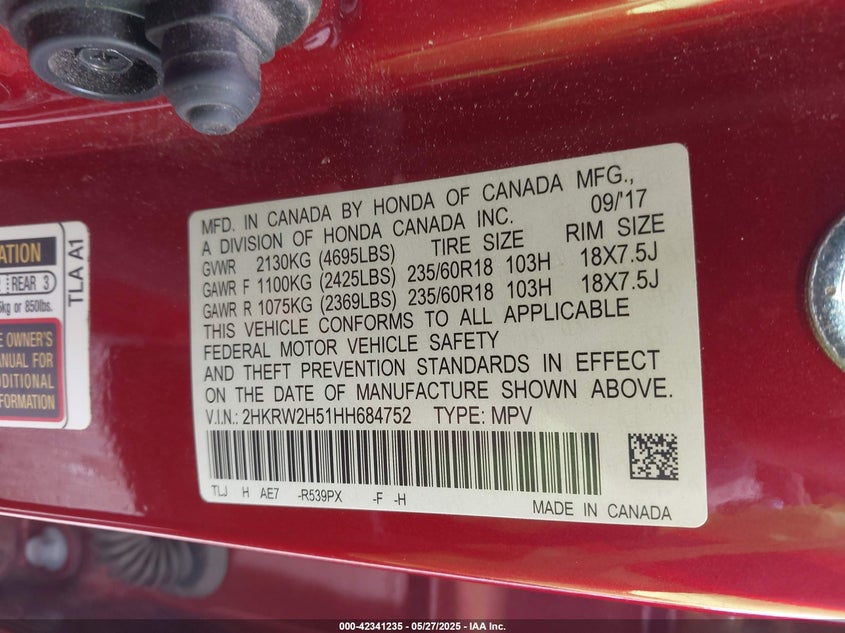 MFD. IN CANADA BY HONDA OF CANADA MFG.,
A DIVISION OF HONDA CANADA INC. 09/'17
GVWR 2130KG (4695LBS) TIRE SIZE RIM SIZE
GAWR F 1100KG (2425LBS) 235/60R18 103H 18X7.5J
GAWR R 1075KG (2369LBS) 235/60R18 103H 18X7.5J
THIS VEHICLE CONFORMS TO ALL APPLICABLE
FEDERAL MOTOR VEHICLE SAFETY
AND THEFT PREVENTION STANDARDS IN EFFECT
ON THE DATE OF MANUFACTURE SHOWN ABOVE.
V.I.N.: 2HKRW2H51HH684752 TYPE: MPV
TLJ H AE7 -R539PX -F -H
MADE IN CANADA
REAR 3
kg or 850lbs.
OWNER'S
FOR
TLA A1
000-42341235 - 05/27/2025 - IAA Inc.